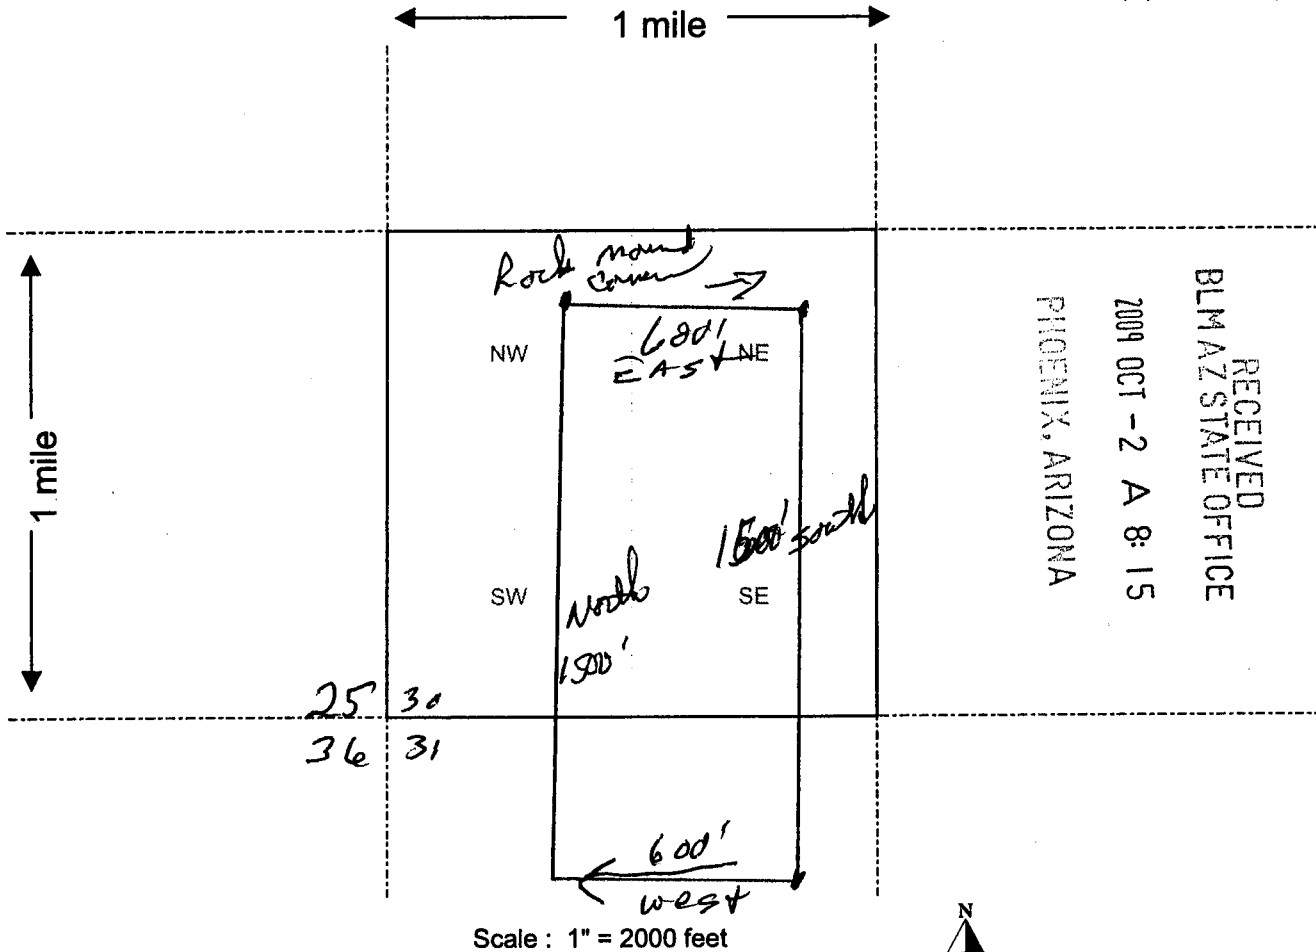 1 mile
Rock mound
corner
600'
EAST
NW
NE
1 mile
1500' south
SW
SE
North
1500'
25 30
36 31
600'
west
Scale : 1" = 2000 feet
N
RECEIVED
BLM AZ STATE OFFICE
2009 OCT -2 A 8: 15
PHOENIX, ARIZONA